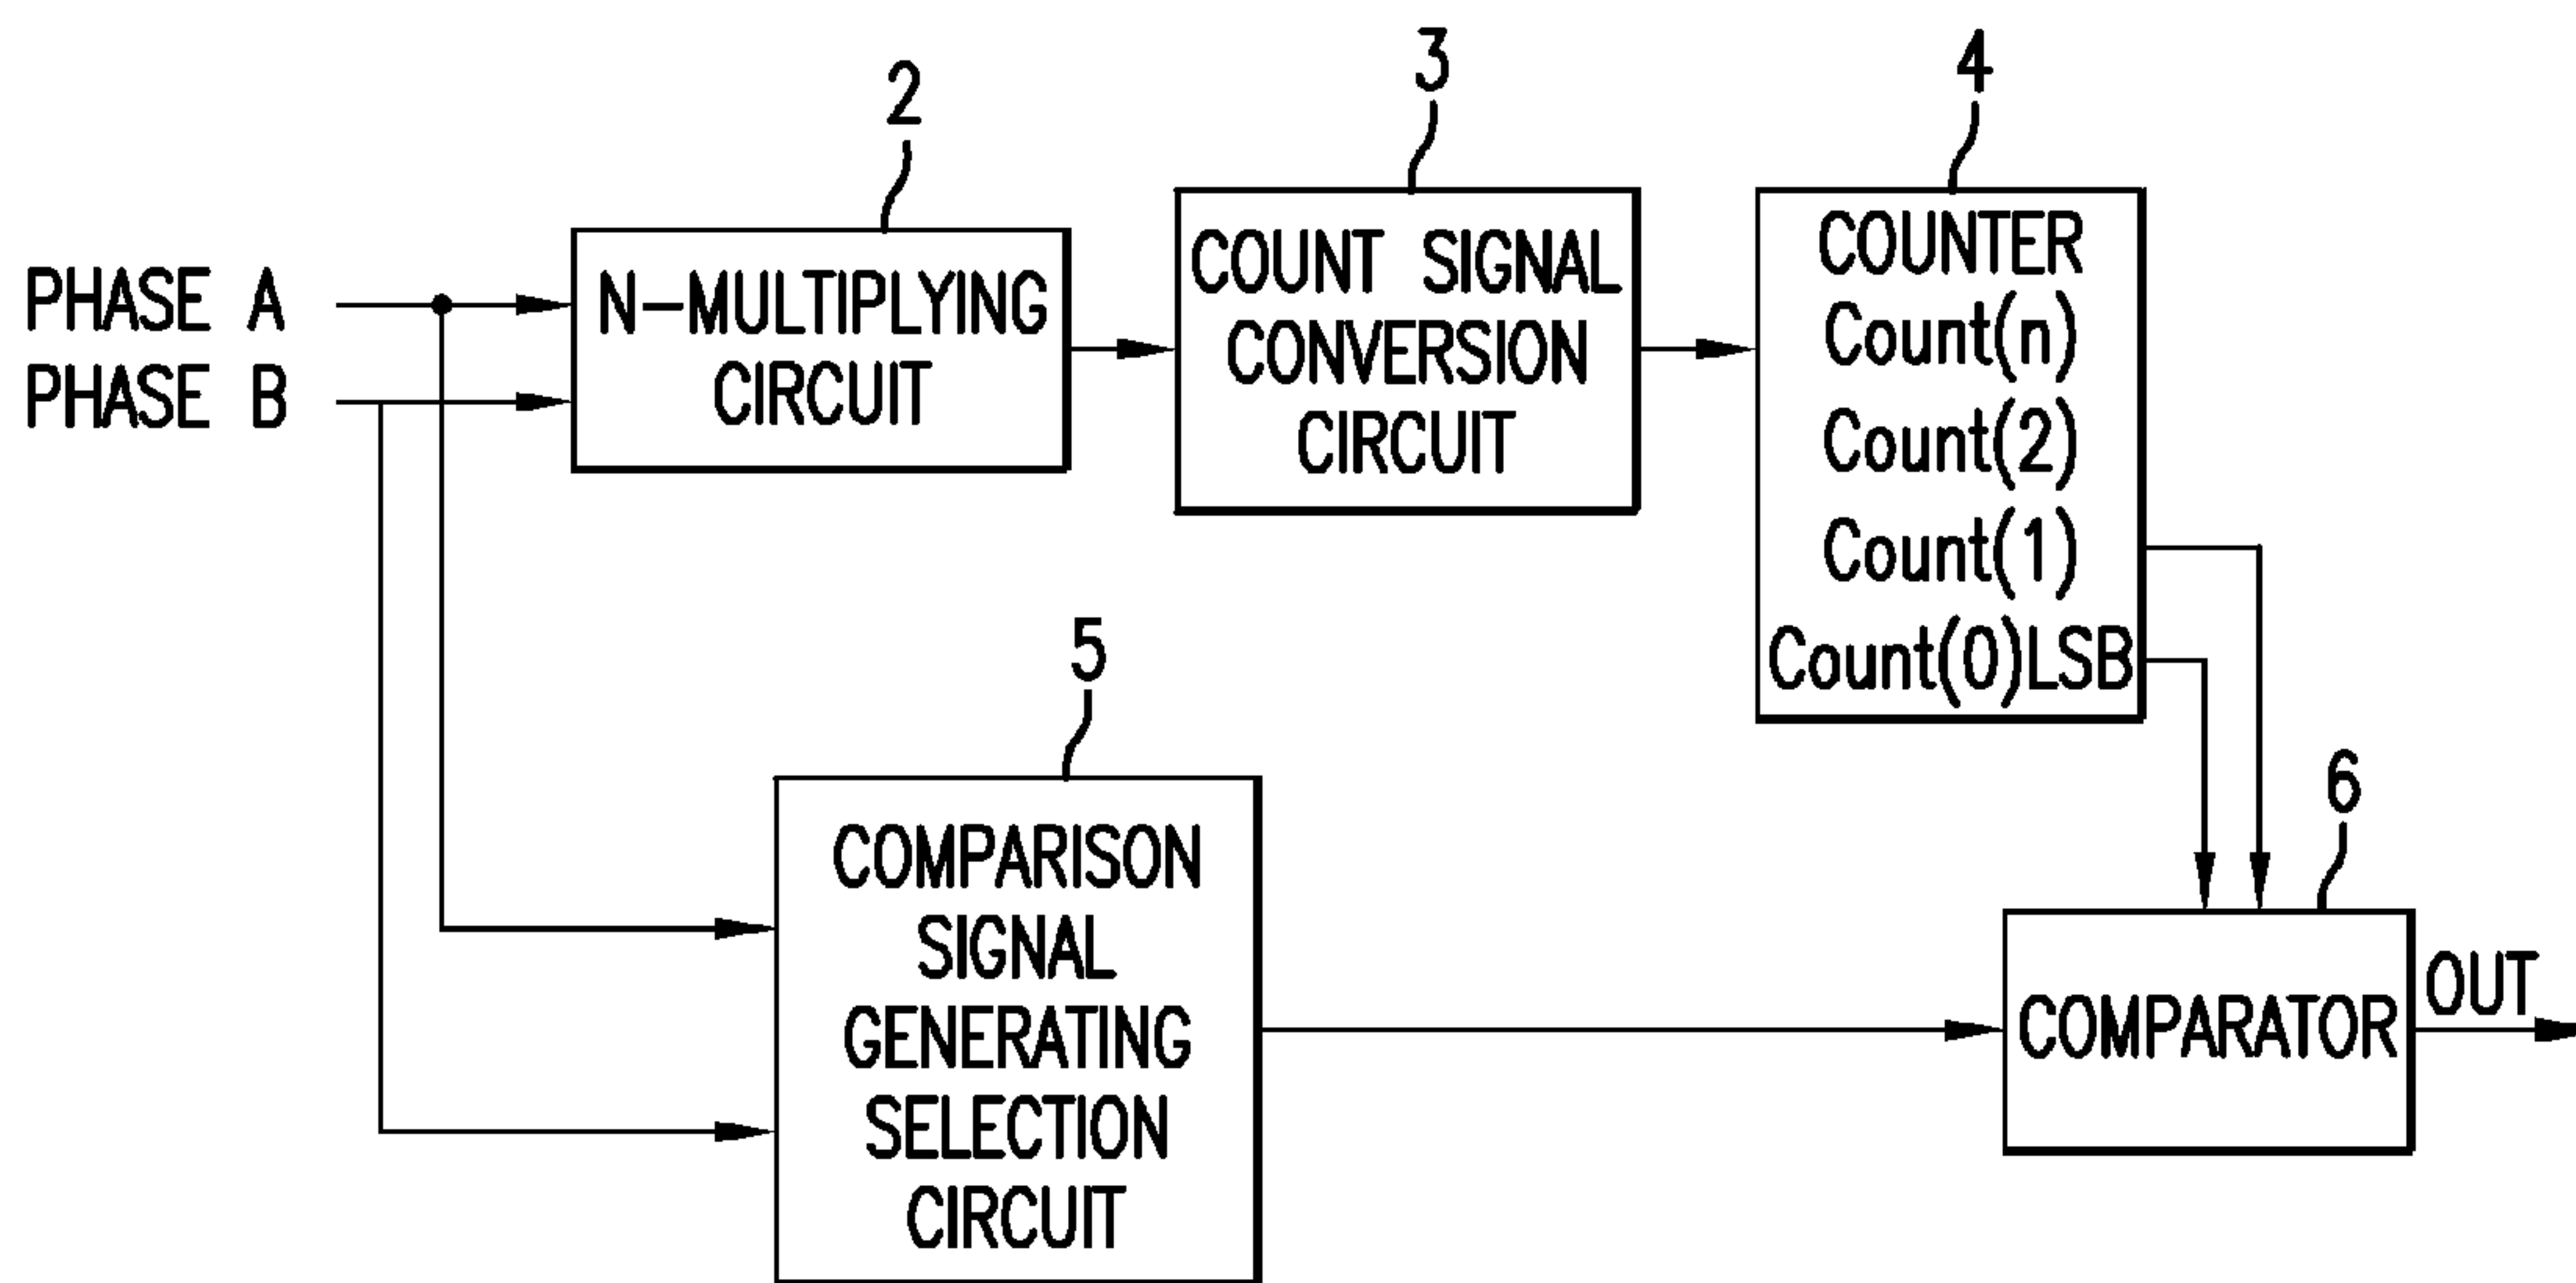 2
3
4
PHASE A
PHASE B
N-MULTIPLYING
CIRCUIT
COUNT SIGNAL
CONVERSION
CIRCUIT
COUNTER
Count(n)
Count(2)
Count(1)
Count(0)LSB
5
COMPARISON
SIGNAL
GENERATING
SELECTION
CIRCUIT
6
COMPARATOR
OUT